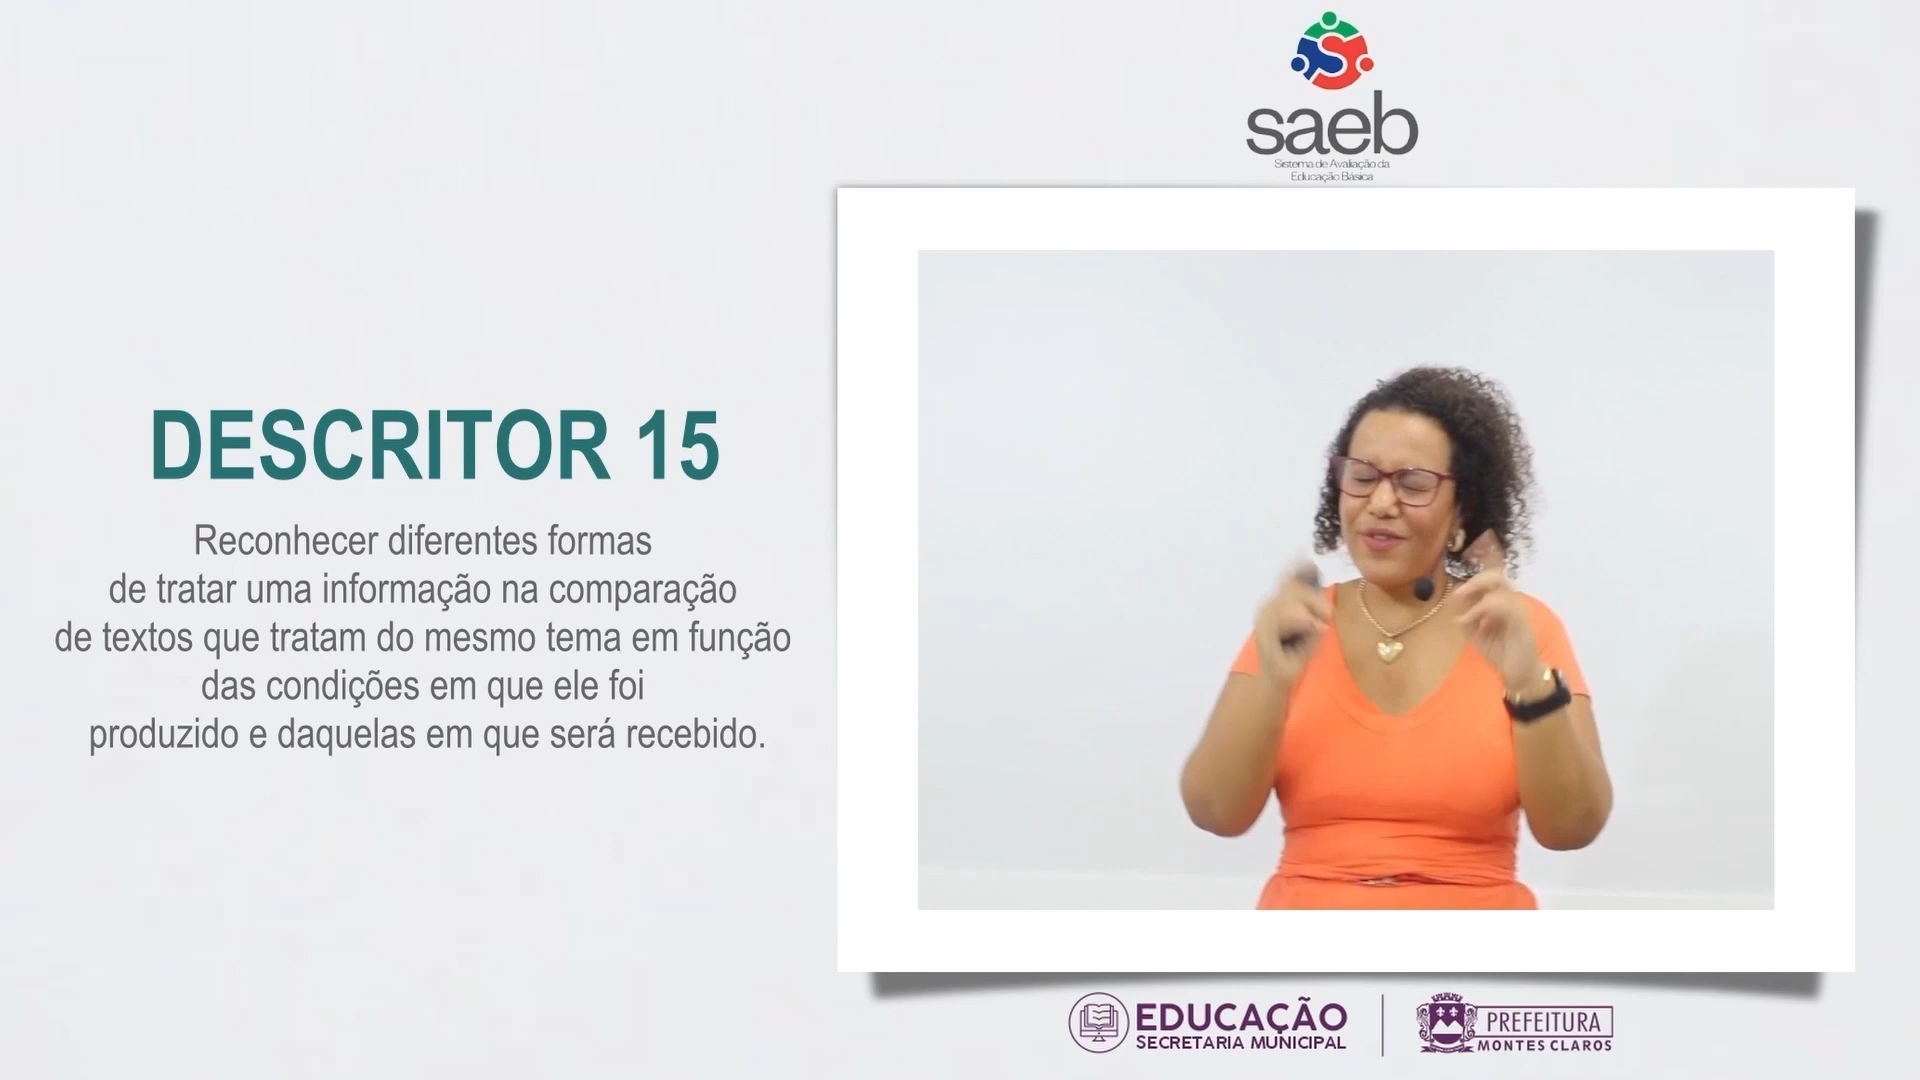 saeb
Sistema de Avaliação da
Educação Básica
DESCRITOR 15
Reconhecer diferentes formas
de tratar uma informação na comparação
de textos que tratam do mesmo tema em função
das condições em que ele foi
produzido e daquelas em que será recebido.
EDUCAÇÃO
SECRETARIA MUNICIPAL
PREFEITURA
MONTES CLAROS